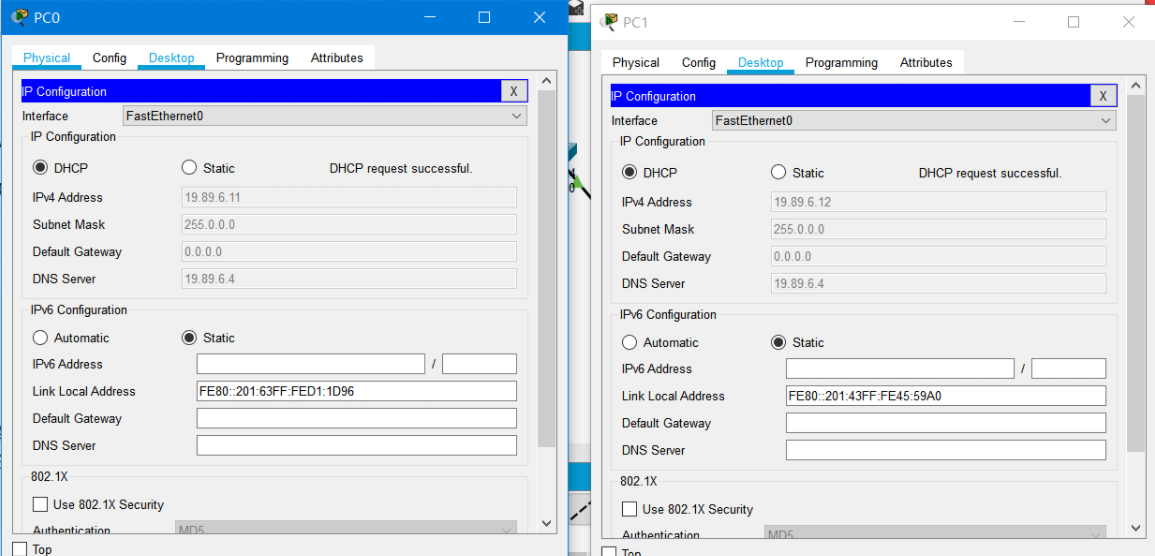 PC0
Physical Config Desktop Programming Attributes
IP Configuration X
Interface FastEthernet0
IP Configuration
DHCP Static DHCP request successful.
IPv4 Address 19.89.6.11
Subnet Mask 255.0.0.0
Default Gateway 0.0.0.0
DNS Server 19.89.6.4
IPv6 Configuration
Automatic Static
IPv6 Address /
Link Local Address FE80::201:63FF:FED1:1D96
Default Gateway
DNS Server
802.1X
Use 802.1X Security
Authentication MD5
Top
PC1
Physical Config Desktop Programming Attributes
IP Configuration X
Interface FastEthernet0
IP Configuration
DHCP Static DHCP request successful.
IPv4 Address 19.89.6.12
Subnet Mask 255.0.0.0
Default Gateway 0.0.0.0
DNS Server 19.89.6.4
IPv6 Configuration
Automatic Static
IPv6 Address /
Link Local Address FE80::201:43FF:FE45:59A0
Default Gateway
DNS Server
802.1X
Use 802.1X Security
Authentication MD5
Top